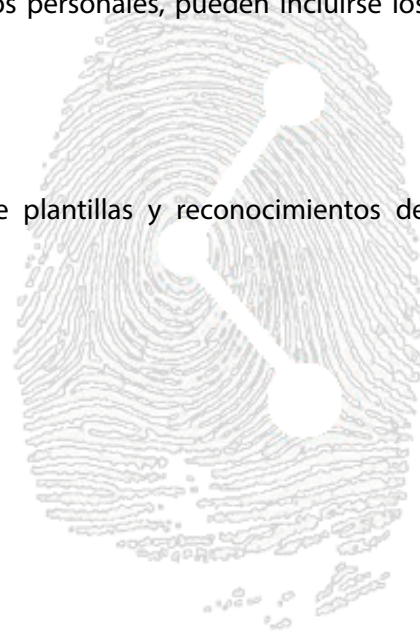 os personales, pueden incluirse los
e plantillas y reconocimientos de